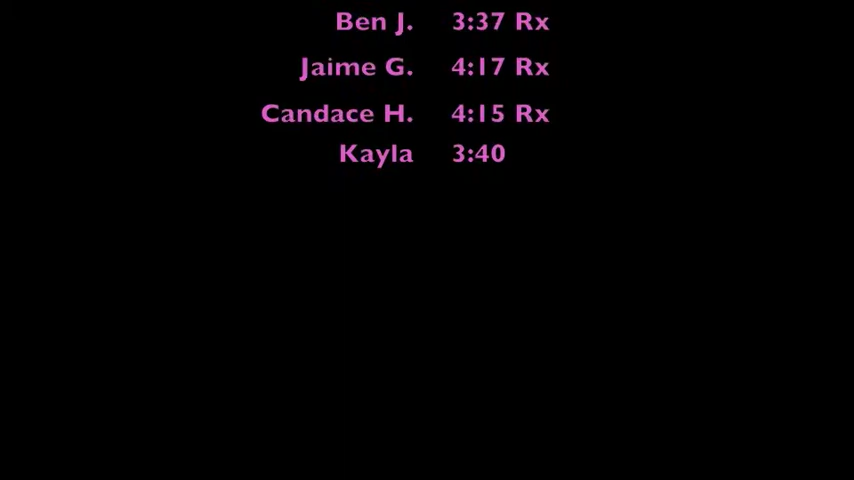 Ben J. 3:37 Rx
Jaime G. 4:17 Rx
Candace H. 4:15 Rx
Kayla 3:40